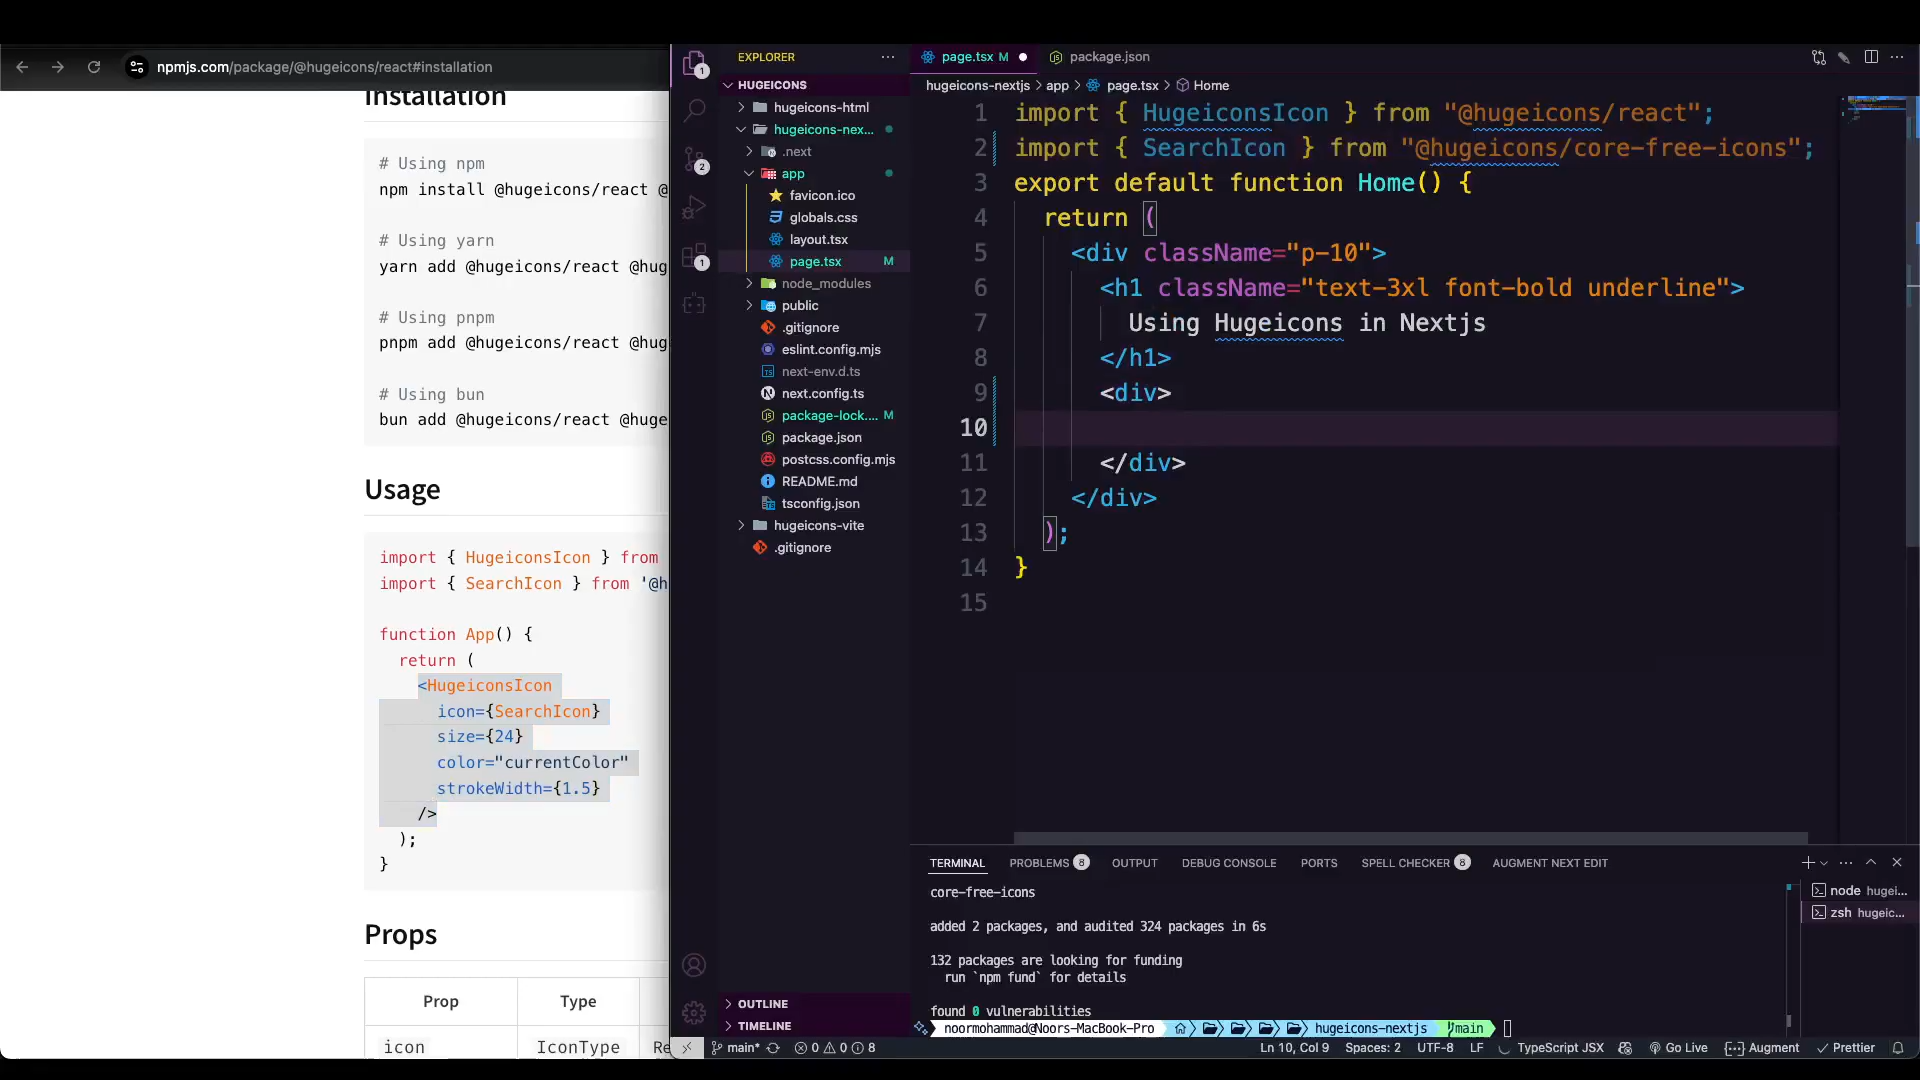 npmjs.com/package/@hugeicons/react#installation
Installation
# Using npm
npm install @hugeicons/react @
# Using yarn
yarn add @hugeicons/react @hug
# Using pnpm
pnpm add @hugeicons/react @hug
# Using bun
bun add @hugeicons/react @huge
Usage
import { HugeiconsIcon } from
import { SearchIcon } from '@h
function App() {
return (
<HugeiconsIcon
icon={SearchIcon}
size={24}
color="currentColor"
strokeWidth={1.5}
/>
);
}
Props
Prop Type
icon IconType Re
1
2
1
EXPLORER
HUGEICONS
hugeicons-html
hugeicons-nex...
.next
app
favicon.ico
globals.css
layout.tsx
page.tsx M
node_modules
public
.gitignore
eslint.config.mjs
next-env.d.ts
next.config.ts
package-lock.... M
package.json
postcss.config.mjs
README.md
tsconfig.json
hugeicons-vite
.gitignore
OUTLINE
TIMELINE
page.tsx M package.json
hugeicons-nextjs > app > page.tsx > Home
1 import { HugeiconsIcon } from "@hugeicons/react";
2 import { SearchIcon } from "@hugeicons/core-free-icons";
3 export default function Home() {
4 return (
5 <div className="p-10">
6 <h1 className="text-3xl font-bold underline">
7 Using Hugeicons in Nextjs
8 </h1>
9 <div>
10
11 </div>
12 </div>
13 );
14 }
15
TERMINAL PROBLEMS 8 OUTPUT DEBUG CONSOLE PORTS SPELL CHECKER 8 AUGMENT NEXT EDIT
core-free-icons
added 2 packages, and audited 324 packages in 6s
132 packages are looking for funding
run `npm fund` for details
found 0 vulnerabilities
noormohammad@Noors-MacBook-Pro hugeicons-nextjs main
node hugei...
zsh hugeic...
main* 0 0 8 Ln 10, Col 9 Spaces: 2 UTF-8 LF TypeScript JSX Go Live Augment Prettier